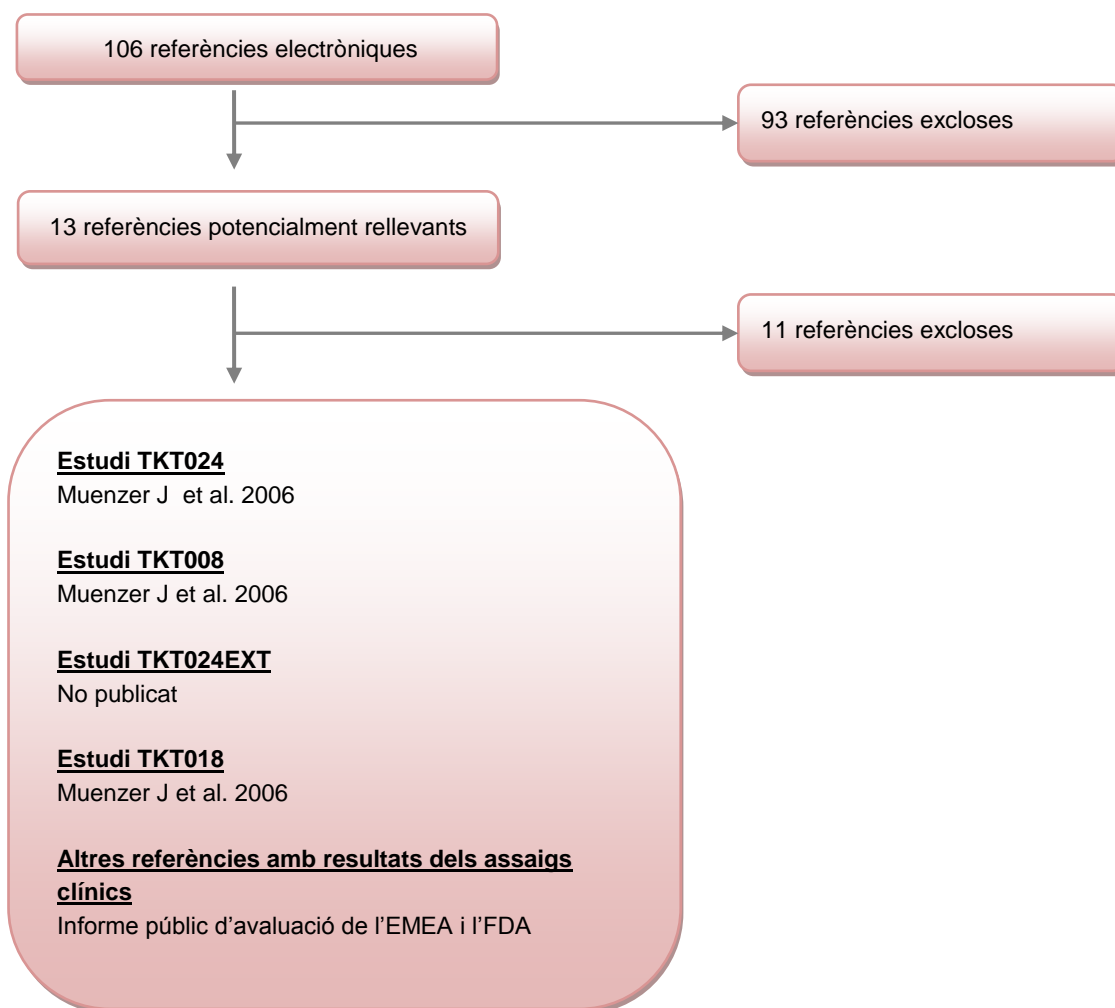 106 referències electròniques
93 referències excloses
13 referències potencialment rellevants
11 referències excloses
Estudi TKT024
Muenzer J et al. 2006
Estudi TKT008
Muenzer J et al. 2006
Estudi TKT024EXT
No publicat
Estudi TKT018
Muenzer J et al. 2006
Altres referències amb resultats dels assaigs
clínics
Informe públic d’avaluació de l’EMEA i l’FDA